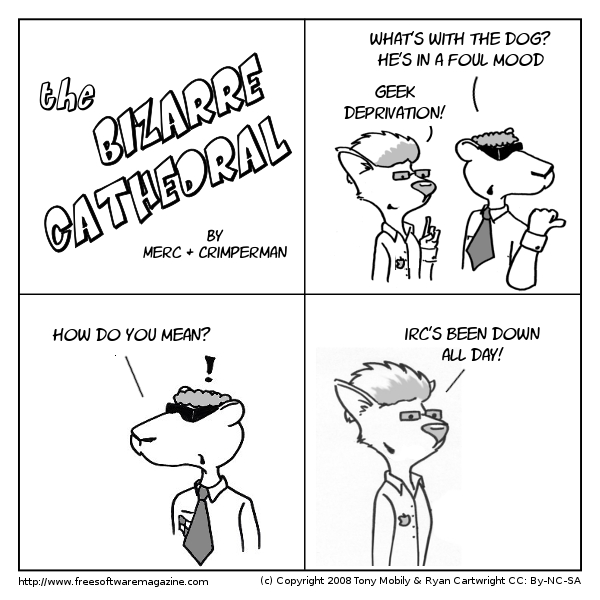 the
BIZARRE
CATHEDRAL
BY
MERC + CRIMPERMAN
WHAT'S WITH THE DOG?
HE'S IN A FOUL MOOD
GEEK
DEPRIVATION!
HOW DO YOU MEAN?
!
IRC'S BEEN DOWN
ALL DAY!
http://www.freesoftwaremagazine.com
(c) Copyright 2008 Tony Mobily & Ryan Cartwright CC: By-NC-SA